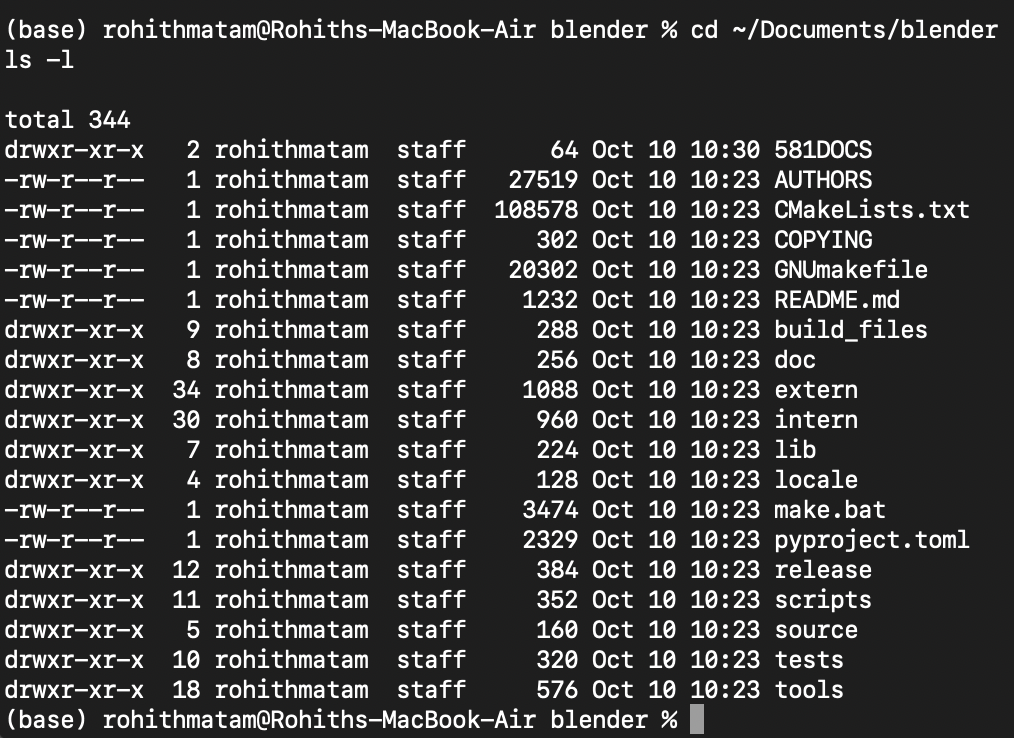 (base) rohithmatam@Rohiths-MacBook-Air blender % cd ~/Documents/blender
ls -l

total 344
drwxr-xr-x   2 rohithmatam  staff      64 Oct 10 10:30 581DOCS
-rw-r--r--   1 rohithmatam  staff   27519 Oct 10 10:23 AUTHORS
-rw-r--r--   1 rohithmatam  staff  108578 Oct 10 10:23 CMakeLists.txt
-rw-r--r--   1 rohithmatam  staff     302 Oct 10 10:23 COPYING
-rw-r--r--   1 rohithmatam  staff   20302 Oct 10 10:23 GNUmakefile
-rw-r--r--   1 rohithmatam  staff    1232 Oct 10 10:23 README.md
drwxr-xr-x   9 rohithmatam  staff     288 Oct 10 10:23 build_files
drwxr-xr-x   8 rohithmatam  staff     256 Oct 10 10:23 doc
drwxr-xr-x  34 rohithmatam  staff    1088 Oct 10 10:23 extern
drwxr-xr-x  30 rohithmatam  staff     960 Oct 10 10:23 intern
drwxr-xr-x   7 rohithmatam  staff     224 Oct 10 10:23 lib
drwxr-xr-x   4 rohithmatam  staff     128 Oct 10 10:23 locale
-rw-r--r--   1 rohithmatam  staff    3474 Oct 10 10:23 make.bat
-rw-r--r--   1 rohithmatam  staff    2329 Oct 10 10:23 pyproject.toml
drwxr-xr-x  12 rohithmatam  staff     384 Oct 10 10:23 release
drwxr-xr-x  11 rohithmatam  staff     352 Oct 10 10:23 scripts
drwxr-xr-x   5 rohithmatam  staff     160 Oct 10 10:23 source
drwxr-xr-x  10 rohithmatam  staff     320 Oct 10 10:23 tests
drwxr-xr-x  18 rohithmatam  staff     576 Oct 10 10:23 tools
(base) rohithmatam@Rohiths-MacBook-Air blender %